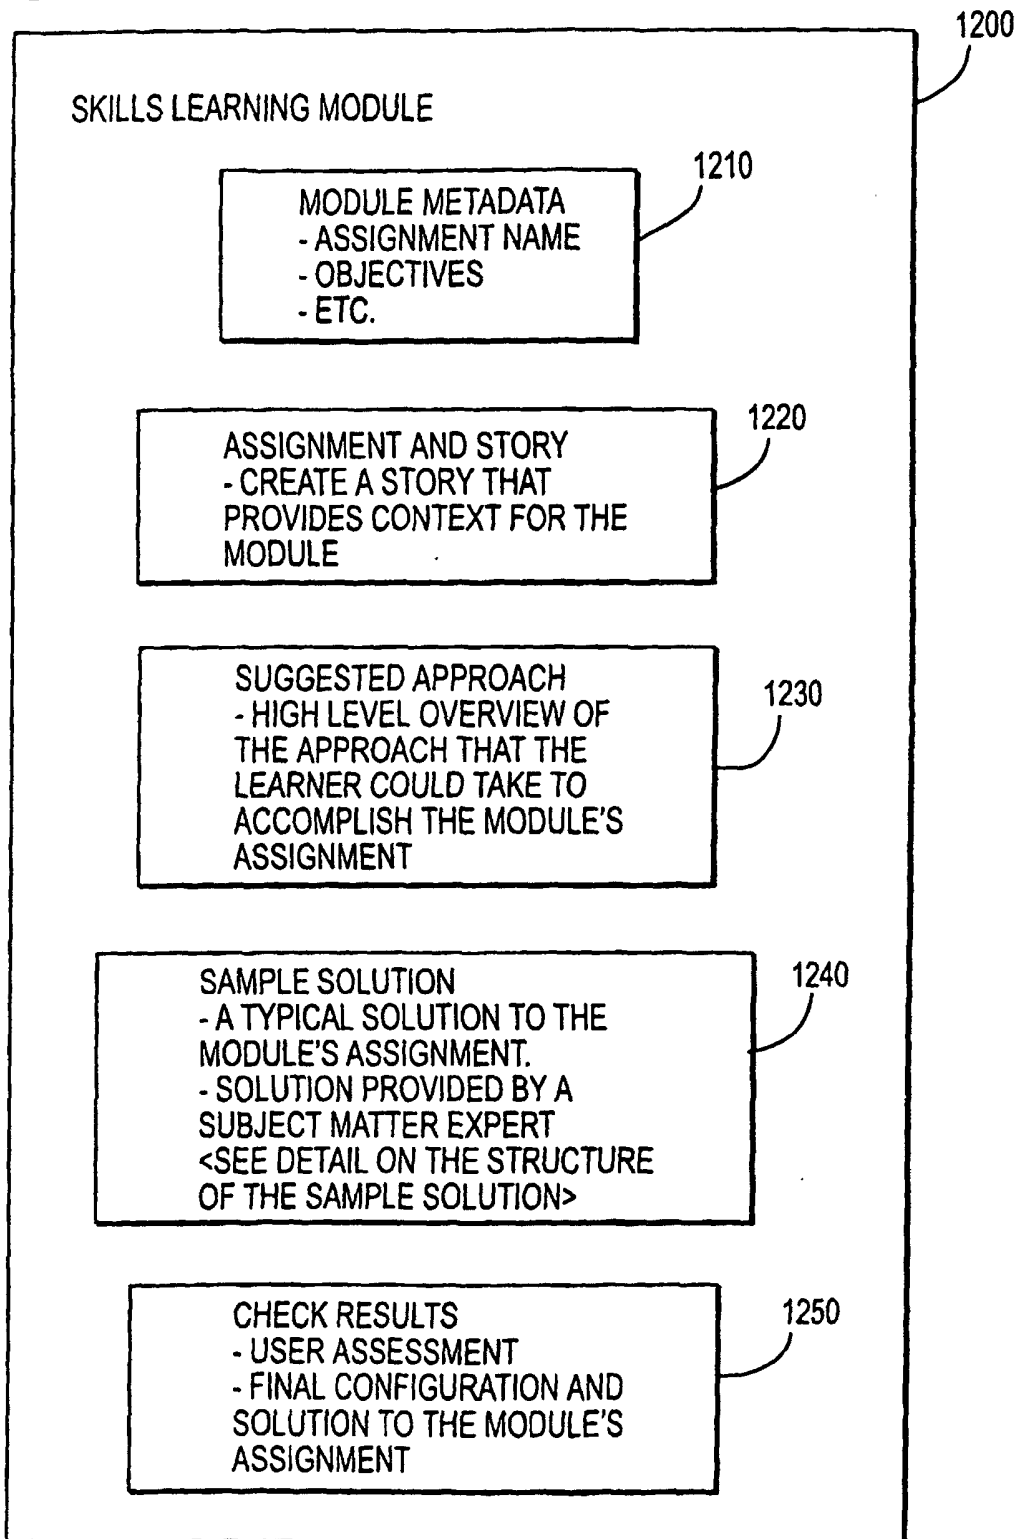 1200
SKILLS LEARNING MODULE
1210
MODULE METADATA
- ASSIGNMENT NAME
- OBJECTIVES
- ETC.
1220
ASSIGNMENT AND STORY
- CREATE A STORY THAT
PROVIDES CONTEXT FOR THE
MODULE
1230
SUGGESTED APPROACH
- HIGH LEVEL OVERVIEW OF
THE APPROACH THAT THE
LEARNER COULD TAKE TO
ACCOMPLISH THE MODULE'S
ASSIGNMENT
1240
SAMPLE SOLUTION
- A TYPICAL SOLUTION TO THE
MODULE'S ASSIGNMENT.
- SOLUTION PROVIDED BY A
SUBJECT MATTER EXPERT
<SEE DETAIL ON THE STRUCTURE
OF THE SAMPLE SOLUTION>
1250
CHECK RESULTS
- USER ASSESSMENT
- FINAL CONFIGURATION AND
SOLUTION TO THE MODULE'S
ASSIGNMENT